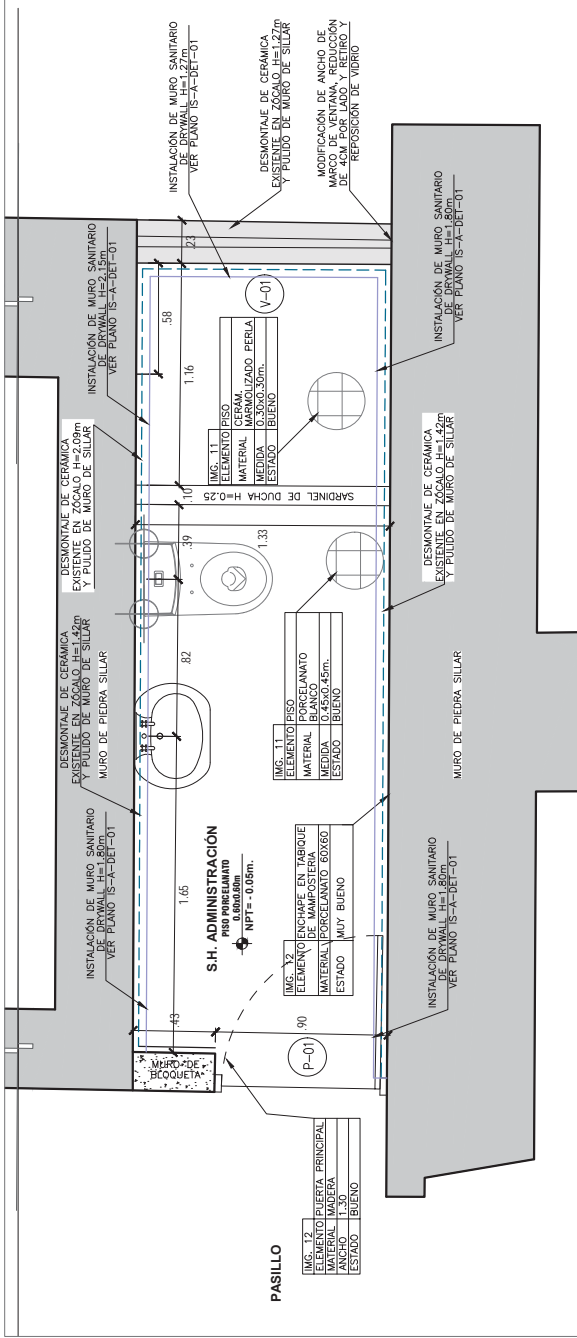 INSTALACIÓN DE MURO SANITARIO
DE DRYWALL H=1.80m
VER PLANO IS-A-DET-01
DESMONTAJE DE CERÁMICA
EXISTENTE EN ZÓCALO H=1.42m
Y PULIDO DE MURO DE SILLAR
MURO DE PIEDRA SILLAR
DESMONTAJE DE CERÁMICA
EXISTENTE EN ZÓCALO H=2.09m
Y PULIDO DE MURO DE SILLAR
INSTALACIÓN DE MURO SANITARIO
DE DRYWALL H=2.15m
VER PLANO IS-A-DET-01
INSTALACIÓN DE MURO SANITARIO
DE DRYWALL H=1.27m
VER PLANO IS-A-DET-01
DESMONTAJE DE CERÁMICA
EXISTENTE EN ZÓCALO H=1.27m
Y PULIDO DE MURO DE SILLAR
MODIFICACIÓN DE ANCHO DE
MARCO DE VENTANA, REDUCCIÓN
DE 4CM POR LADO Y RETIRO Y
REPOSICIÓN DE VIDRIO
MURO DE
BLOQUETA
.43
1.65
.82
.39
.10
1.16
.58
.23
1.33
.90
S.H. ADMINISTRACIÓN
PISO PORCELANATO
0.60x0.60m
NPT= - 0.05m.
SARDINEL DE DUCHA H=0.25
IMG. 11
ELEMENTO PISO
MATERIAL CERÁM. MARMOLIZADO PERLA
MEDIDA 0.30x0.30m.
ESTADO BUENO
V-01
IMG. 11
ELEMENTO PISO
MATERIAL PORCELANATO BLANCO
MEDIDA 0.45x0.45m.
ESTADO BUENO
IMG. 12
ELEMENTO ENCHAPE EN TABIQUE DE MAMPOSTERIA
MATERIAL PORCELANATO 60X60
ESTADO MUY BUENO
P-01
PASILLO
IMG. 12
ELEMENTO PUERTA PRINCIPAL
MATERIAL MADERA
ANCHO 1.30
ESTADO BUENO
INSTALACIÓN DE MURO SANITARIO
DE DRYWALL H=1.80m
VER PLANO IS-A-DET-01
MURO DE PIEDRA SILLAR
DESMONTAJE DE CERÁMICA
EXISTENTE EN ZÓCALO H=1.42m
Y PULIDO DE MURO DE SILLAR
INSTALACIÓN DE MURO SANITARIO
DE DRYWALL H=1.80m
VER PLANO IS-A-DET-01